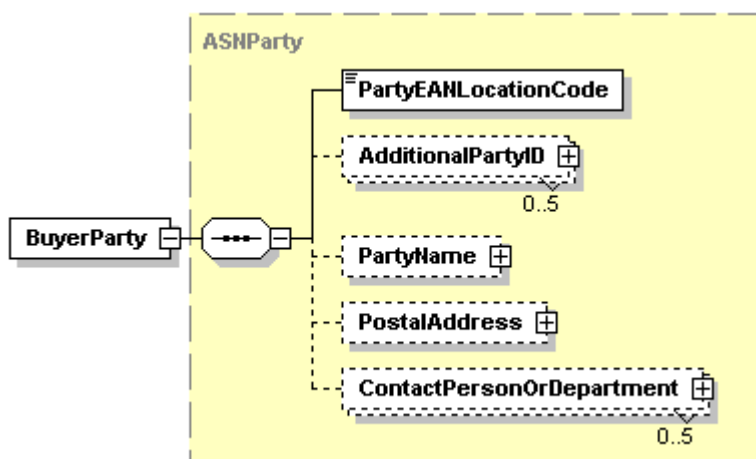 ASNParty
PartyEANLocationCode
AdditionalPartyID
0..5
BuyerParty
PartyName
PostalAddress
ContactPersonOrDepartment
0..5